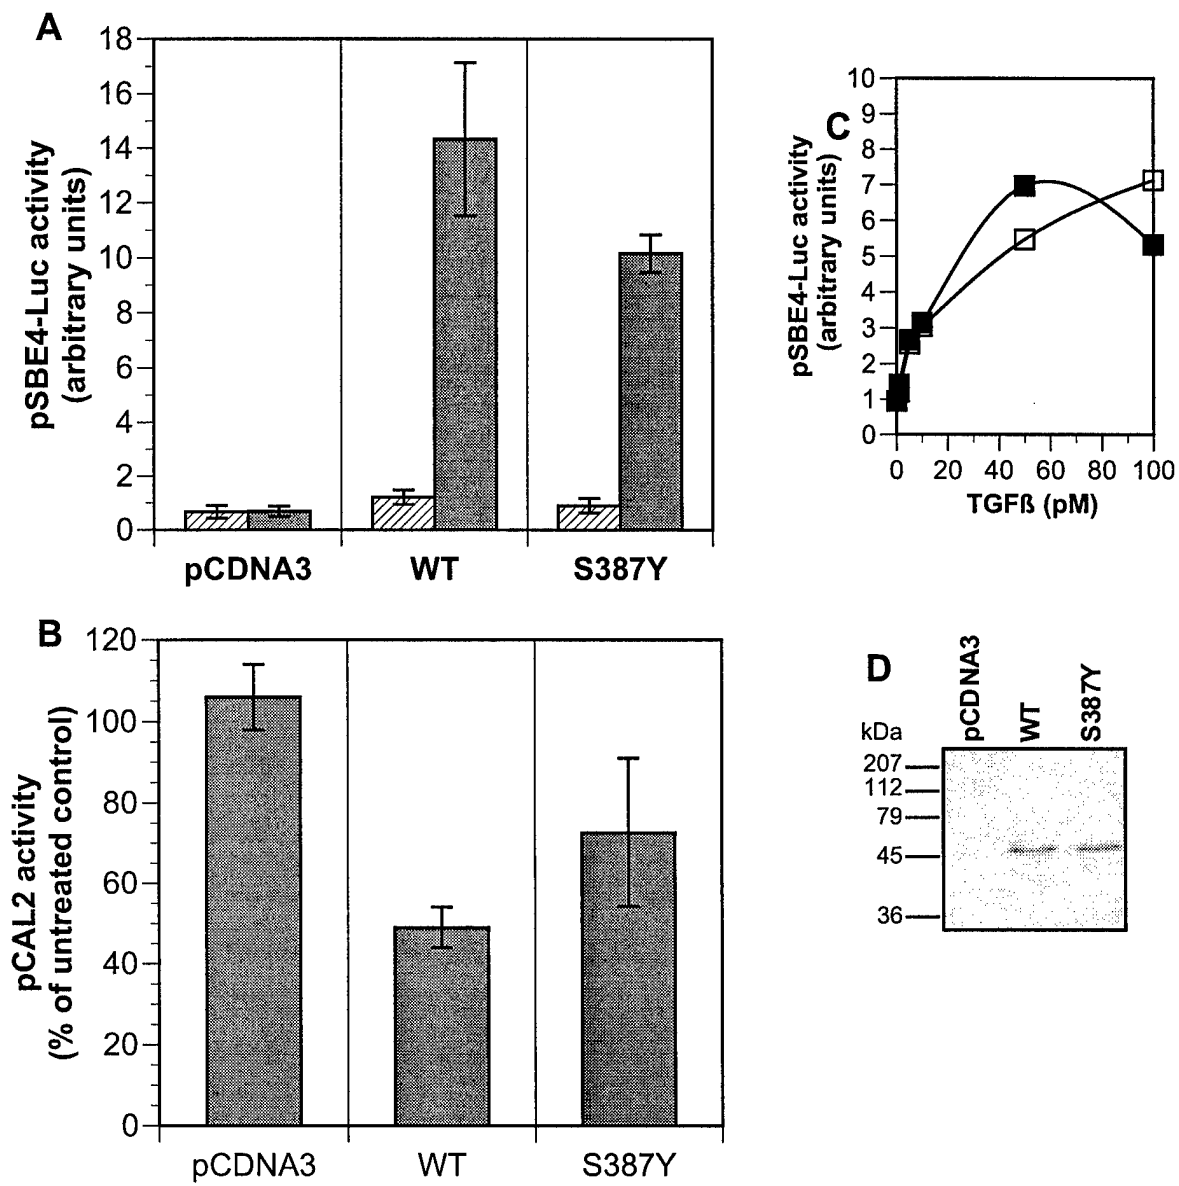 A
18
16
14
12
10
8
6
4
2
0
pSBE4-Luc activity
(arbitrary units)
pCDNA3
WT
S387Y
C
10
9
8
7
6
5
4
3
2
1
0
pSBE4-Luc activity
(arbitrary units)
0
20
40
60
80
100
TGFß (pM)
B
120
100
80
60
40
20
0
pCAL2 activity
(% of untreated control)
pCDNA3
WT
S387Y
D
pCDNA3
WT
S387Y
kDa
207
112
79
45
36